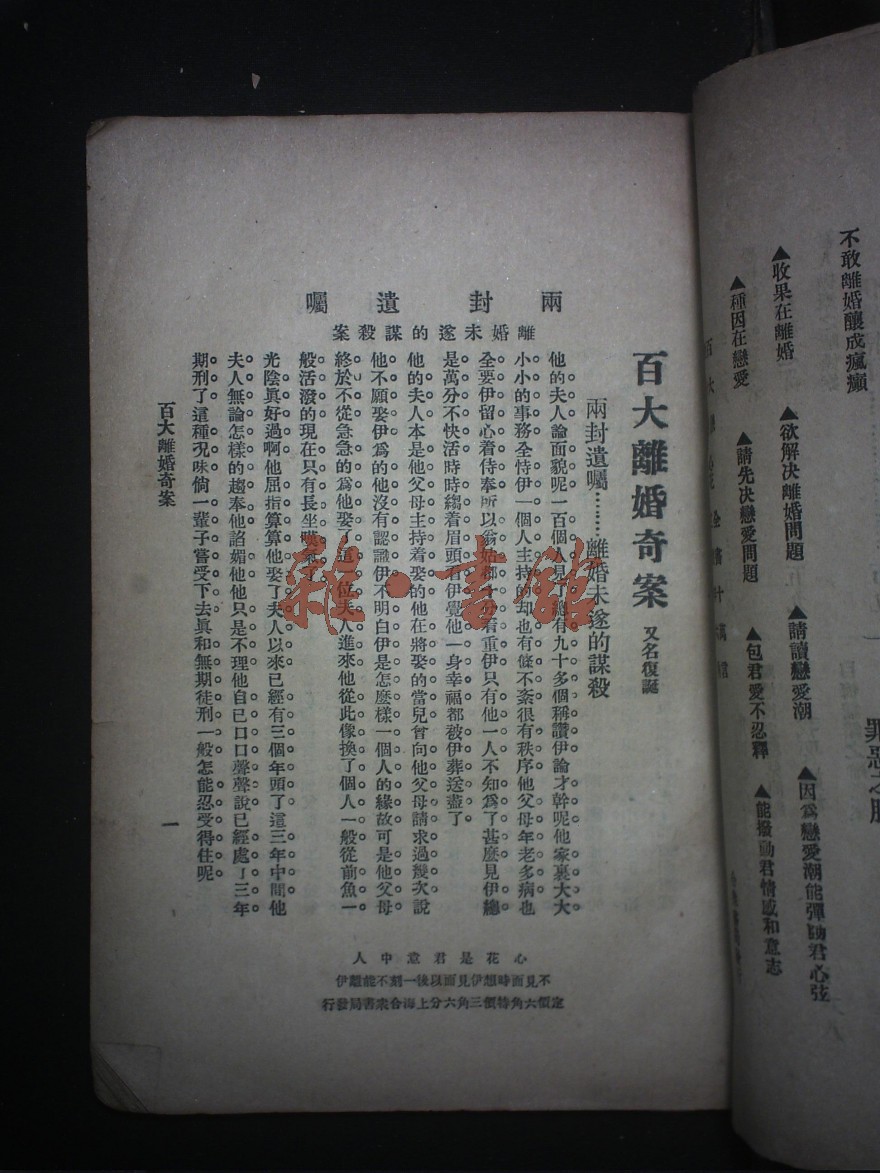 不敢離婚釀成瘋癲
▲收果在離婚 ▲欲解决離婚問題 ▲請讀戀愛潮 ▲因爲戀愛潮能彈動君心弦
▲種因在戀愛 ▲請先决戀愛問題 ▲包君愛不忍釋 ▲能撥動君情感和意志
兩封遺囑
離婚未遂的謀殺案
百大離婚奇案 又名復誕
兩封遺囑………離婚未遂的謀殺
他的夫人論面貌呢一百個人見了總有九十多個稱讚伊論才幹呢他家裏大大
小小的事務全恃伊一個人主持的却也有條不紊很有秩序他父母年老多病也
全要伊留心着侍奉所以翁姑都十分看重伊只有他一人不知爲了甚麽見伊總
是萬分不快活時時縐着眉頭看伊覺他一身幸福都被伊葬送盡了
他的夫人本是他父母主持着娶的他在將娶的當兒曾向他父母請求過幾次說
他不願娶伊爲的他沒有認識伊不明白伊是怎麽樣一個人的緣故可是他父母
終於不從急急的爲他娶了這一位夫人進來他從此像換了個人一般從前魚一
般活潑的現在只有長坐嘆氣了
光陰眞好過啊他屈指算算他娶了夫人以來已經有三個年頭了這三年中間他
夫人無論怎樣的趨奉他諂媚他他只是不理他自己口口聲聲說已經處了三年
期刑了這種况味倘一輩子嘗受下去眞和無期徒刑一般怎能忍受得住呢
心花是君意中人
不見面時想伊見面以後一刻不能離伊
定價六角特價三角六分上海合衆書局發行
百大離婚奇案
一
雜·書館